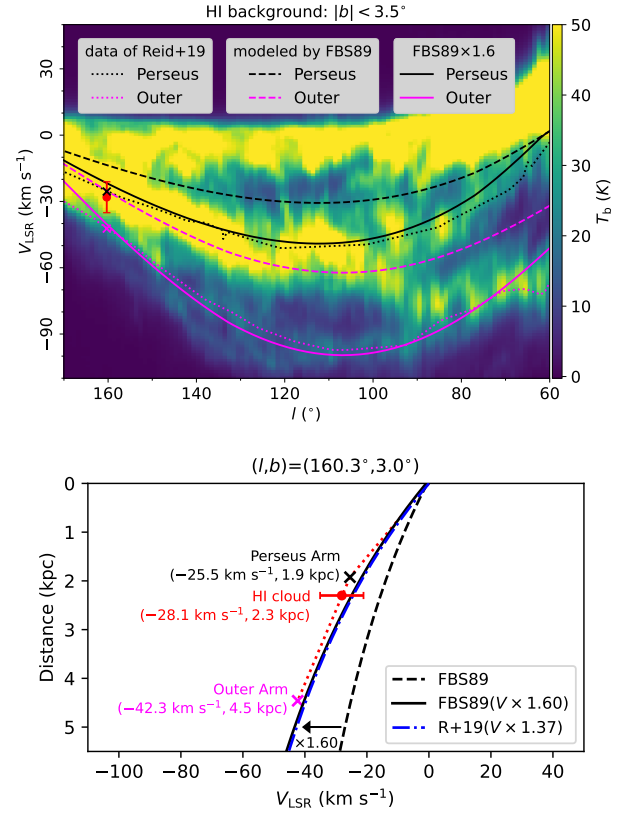 HI background: |b| < 3.5°
data of Reid+19
Perseus
Outer
modeled by FBS89
Perseus
Outer
FBS89×1.6
Perseus
Outer
30
0
−30
−60
−90
V_LSR (km s⁻¹)
160
140
120
100
80
60
l (°)
50
40
30
20
10
0
T_b (K)
(l,b)=(160.3°,3.0°)
0
1
2
3
4
5
Distance (kpc)
Perseus Arm
(−25.5 km s⁻¹, 1.9 kpc)
HI cloud
(−28.1 km s⁻¹, 2.3 kpc)
Outer Arm
(−42.3 km s⁻¹, 4.5 kpc)
×1.60
FBS89
FBS89(V × 1.60)
R+19(V × 1.37)
−100
−80
−60
−40
−20
0
20
40
V_LSR (km s⁻¹)